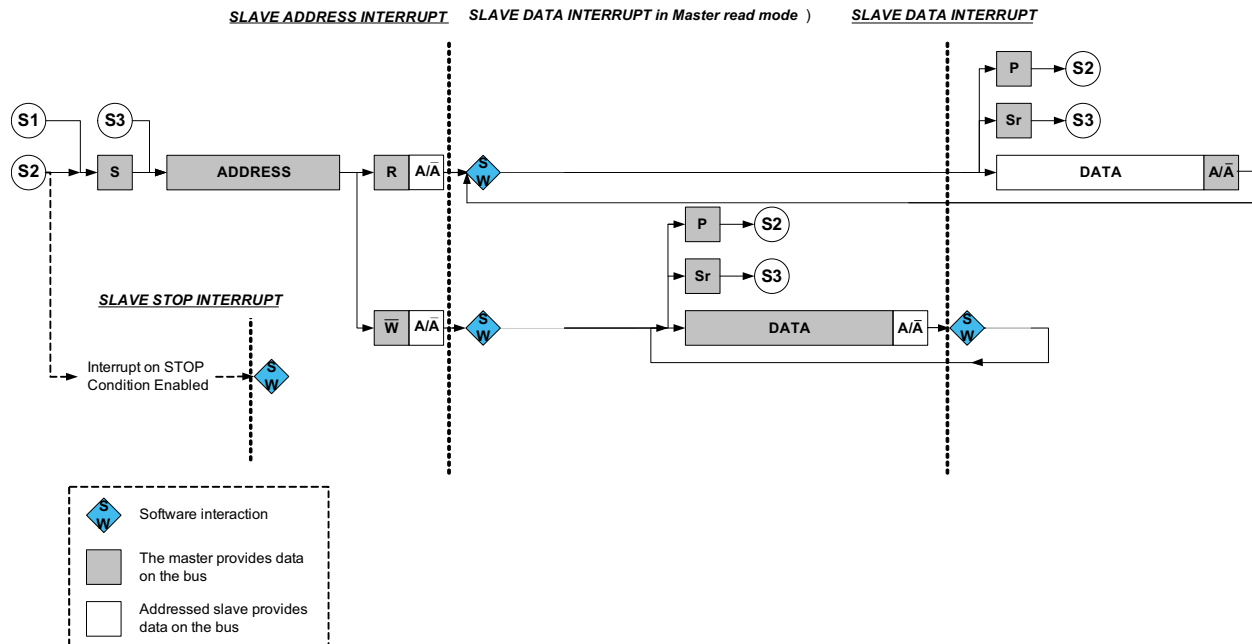 SLAVE ADDRESS INTERRUPT
SLAVE DATA INTERRUPT in Master read mode )
SLAVE DATA INTERRUPT
P
S2
S1
S3
Sr
S3
S2
S
ADDRESS
R
A/A̅
S
W
DATA
A/A̅
P
S2
Sr
S3
SLAVE STOP INTERRUPT
W̅
A/A̅
S
W
DATA
A/A̅
S
W
Interrupt on STOP
Condition Enabled
S
W
S
W
Software interaction
The master provides data
on the bus
Addressed slave provides
data on the bus